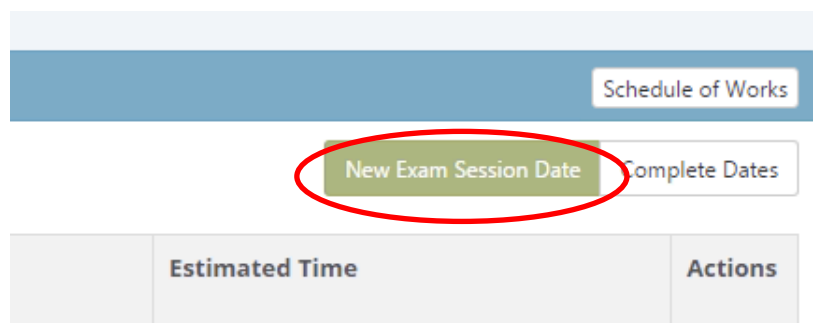 Schedule of Works
New Exam Session Date Complete Dates
Estimated Time Actions